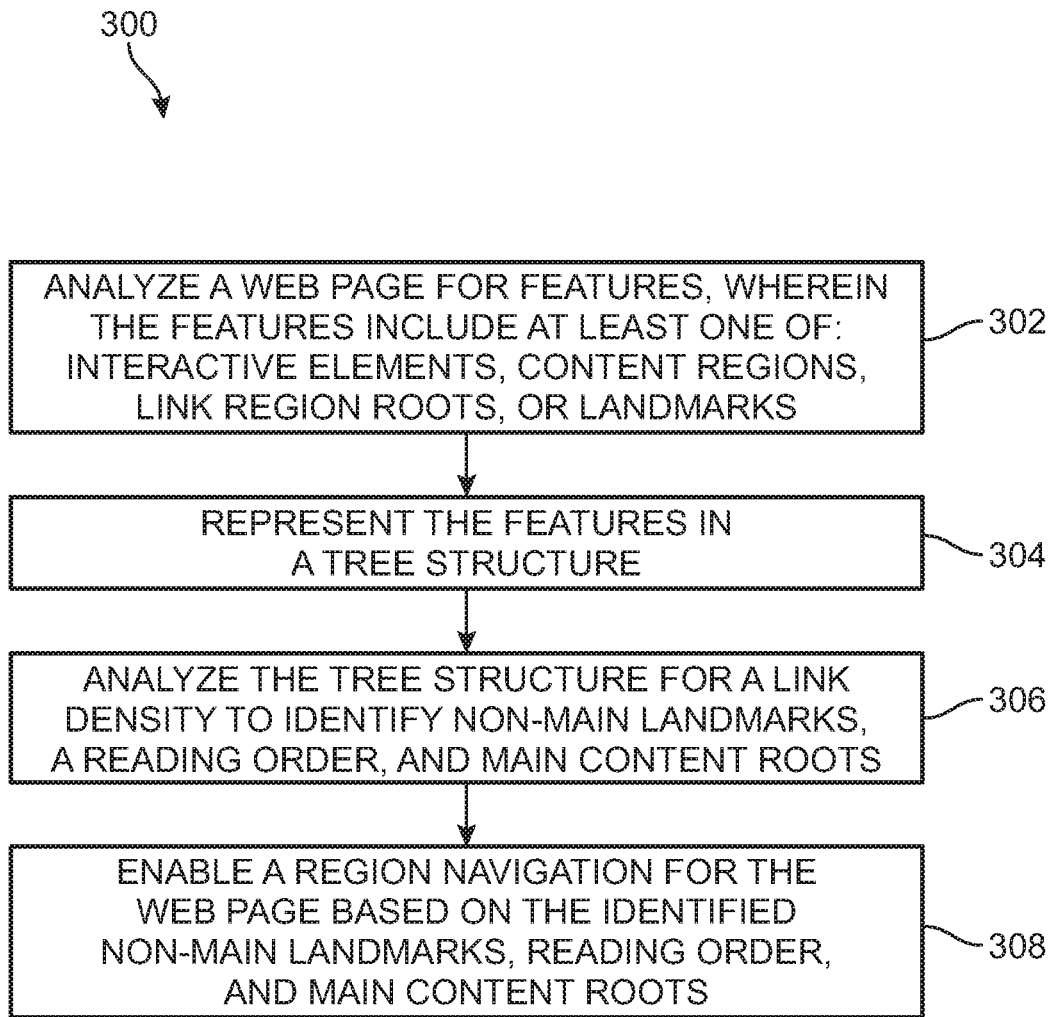 300
ANALYZE A WEB PAGE FOR FEATURES, WHEREIN
THE FEATURES INCLUDE AT LEAST ONE OF:
INTERACTIVE ELEMENTS, CONTENT REGIONS,
LINK REGION ROOTS, OR LANDMARKS
302
REPRESENT THE FEATURES IN
A TREE STRUCTURE
304
ANALYZE THE TREE STRUCTURE FOR A LINK
DENSITY TO IDENTIFY NON-MAIN LANDMARKS,
A READING ORDER, AND MAIN CONTENT ROOTS
306
ENABLE A REGION NAVIGATION FOR THE
WEB PAGE BASED ON THE IDENTIFIED
NON-MAIN LANDMARKS, READING ORDER,
AND MAIN CONTENT ROOTS
308